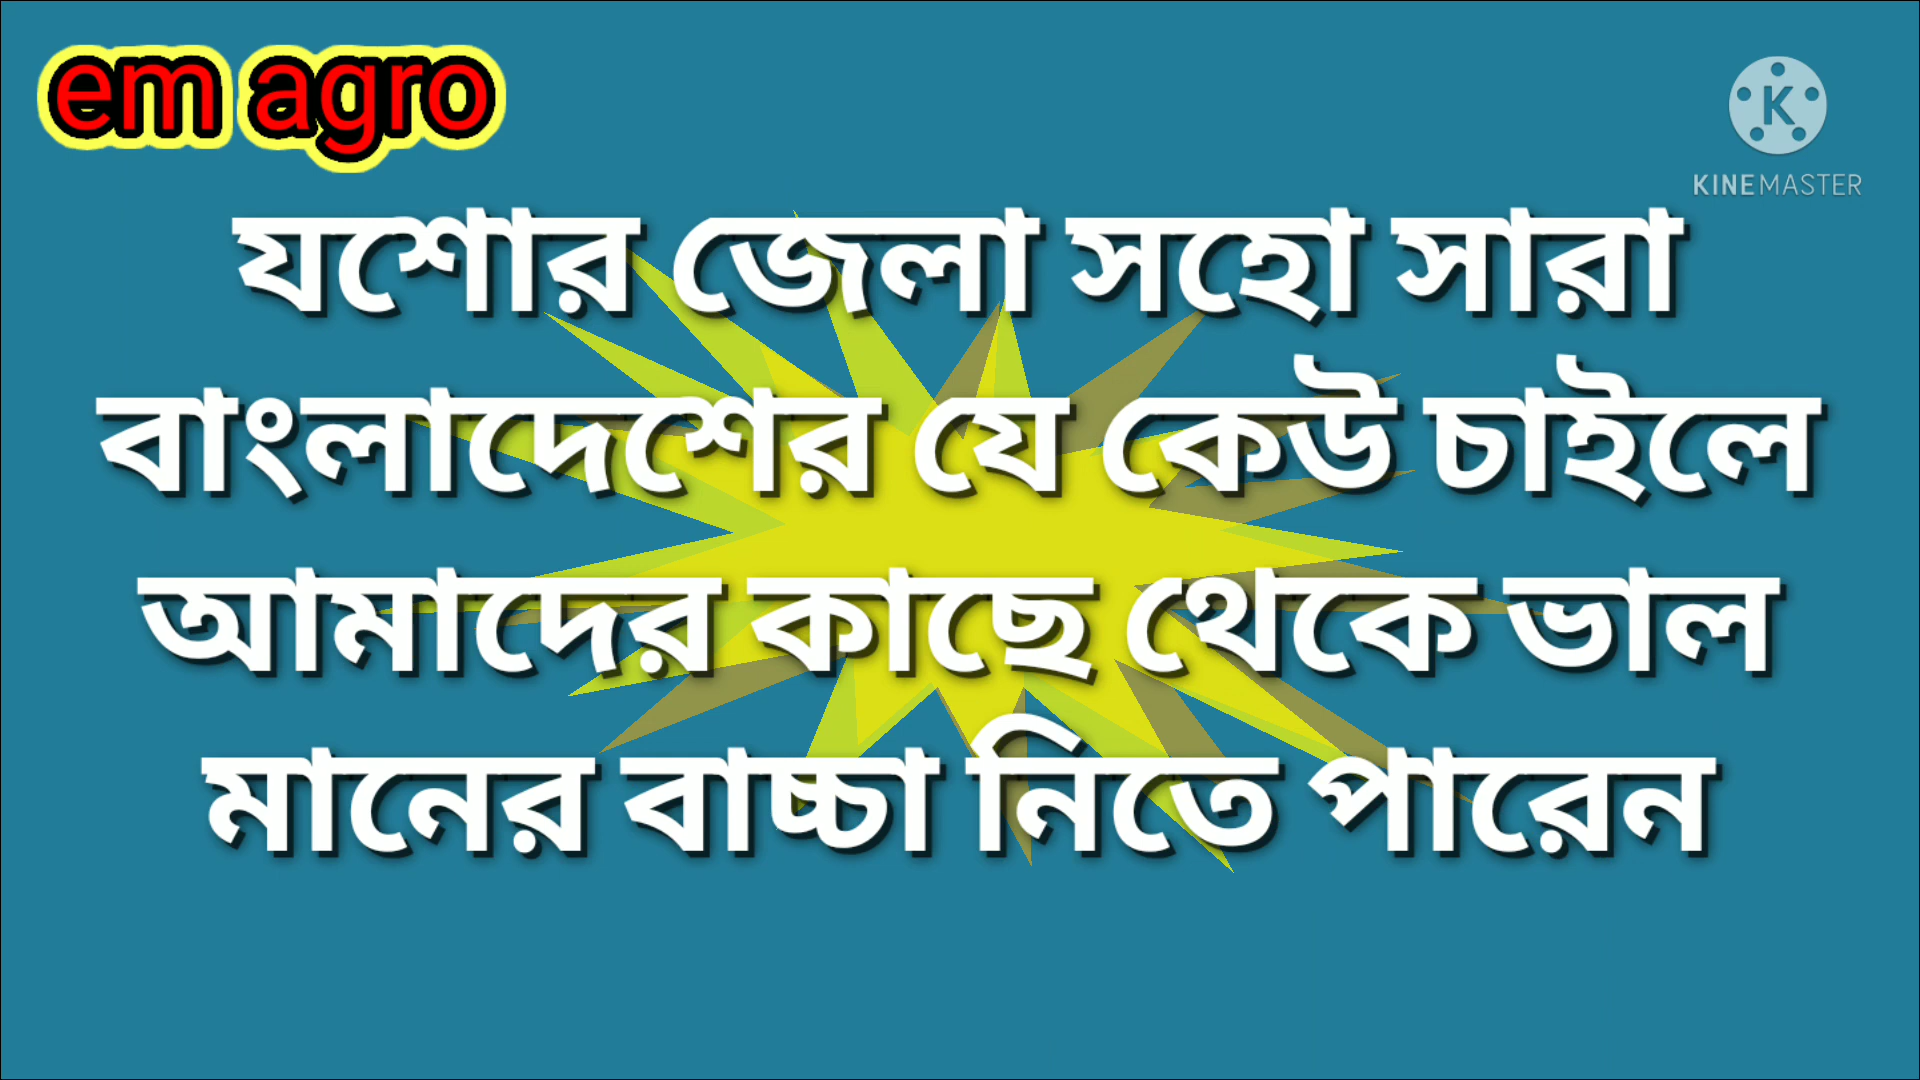 em agro
K
KINEMASTER
যশোর জেলা সহো সারা
বাংলাদেশের যে কেউ চাইলে
আমাদের কাছে থেকে ভাল
মানের বাচ্চা নিতে পারেন